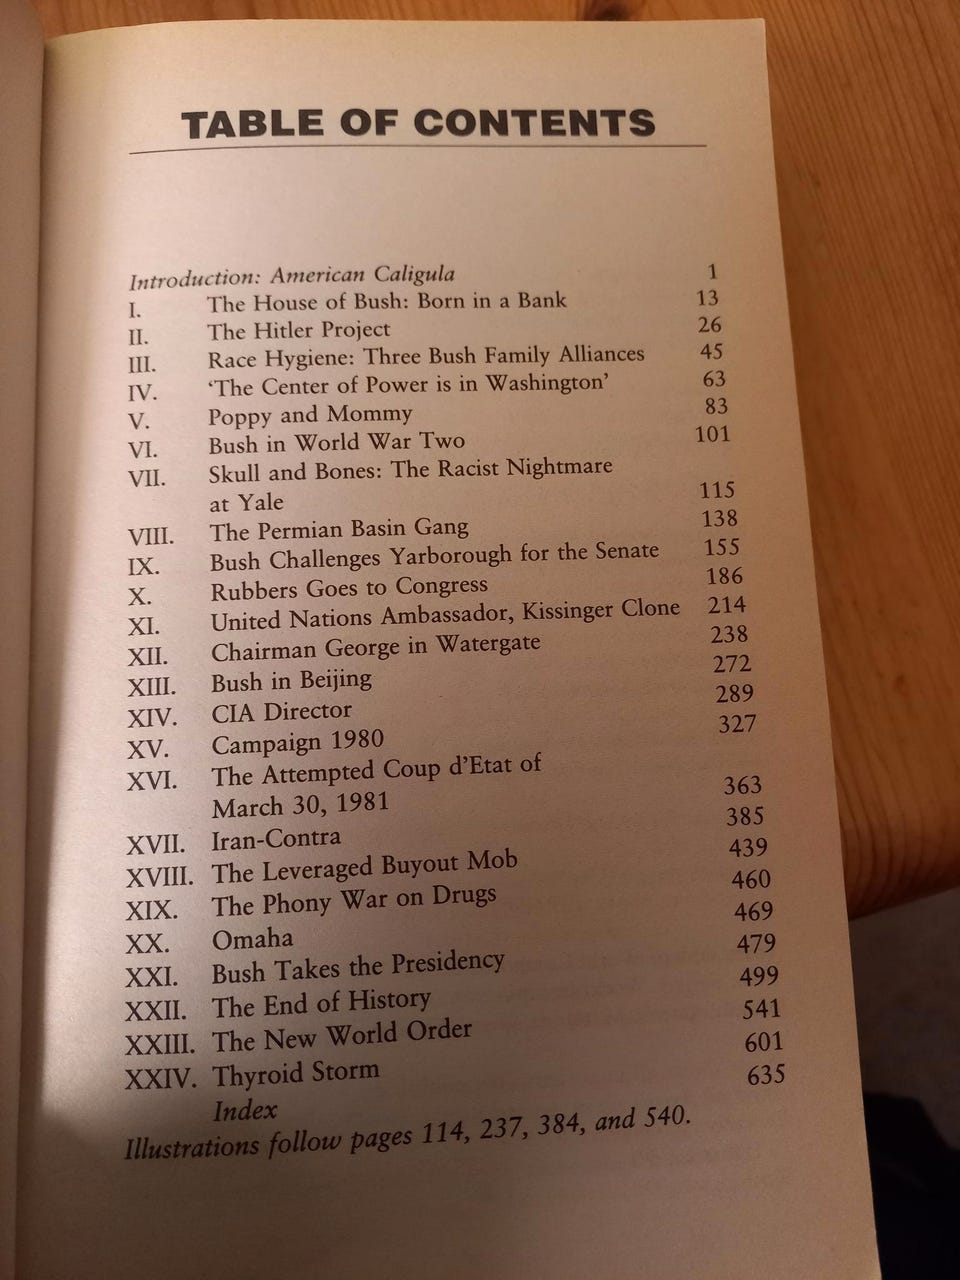 TABLE OF CONTENTS
Introduction: American Caligula 1
I. The House of Bush: Born in a Bank 13
II. The Hitler Project 26
III. Race Hygiene: Three Bush Family Alliances 45
IV. ‘The Center of Power is in Washington’ 63
V. Poppy and Mommy 83
VI. Bush in World War Two 101
VII. Skull and Bones: The Racist Nightmare
at Yale 115
VIII. The Permian Basin Gang 138
IX. Bush Challenges Yarborough for the Senate 155
X. Rubbers Goes to Congress 186
XI. United Nations Ambassador, Kissinger Clone 214
XII. Chairman George in Watergate 238
XIII. Bush in Beijing 272
XIV. CIA Director 289
XV. Campaign 1980 327
XVI. The Attempted Coup d’Etat of
March 30, 1981 363
XVII. Iran-Contra 385
XVIII. The Leveraged Buyout Mob 439
XIX. The Phony War on Drugs 460
XX. Omaha 469
XXI. Bush Takes the Presidency 479
XXII. The End of History 499
XXIII. The New World Order 541
XXIV. Thyroid Storm 601
Index 635
Illustrations follow pages 114, 237, 384, and 540.